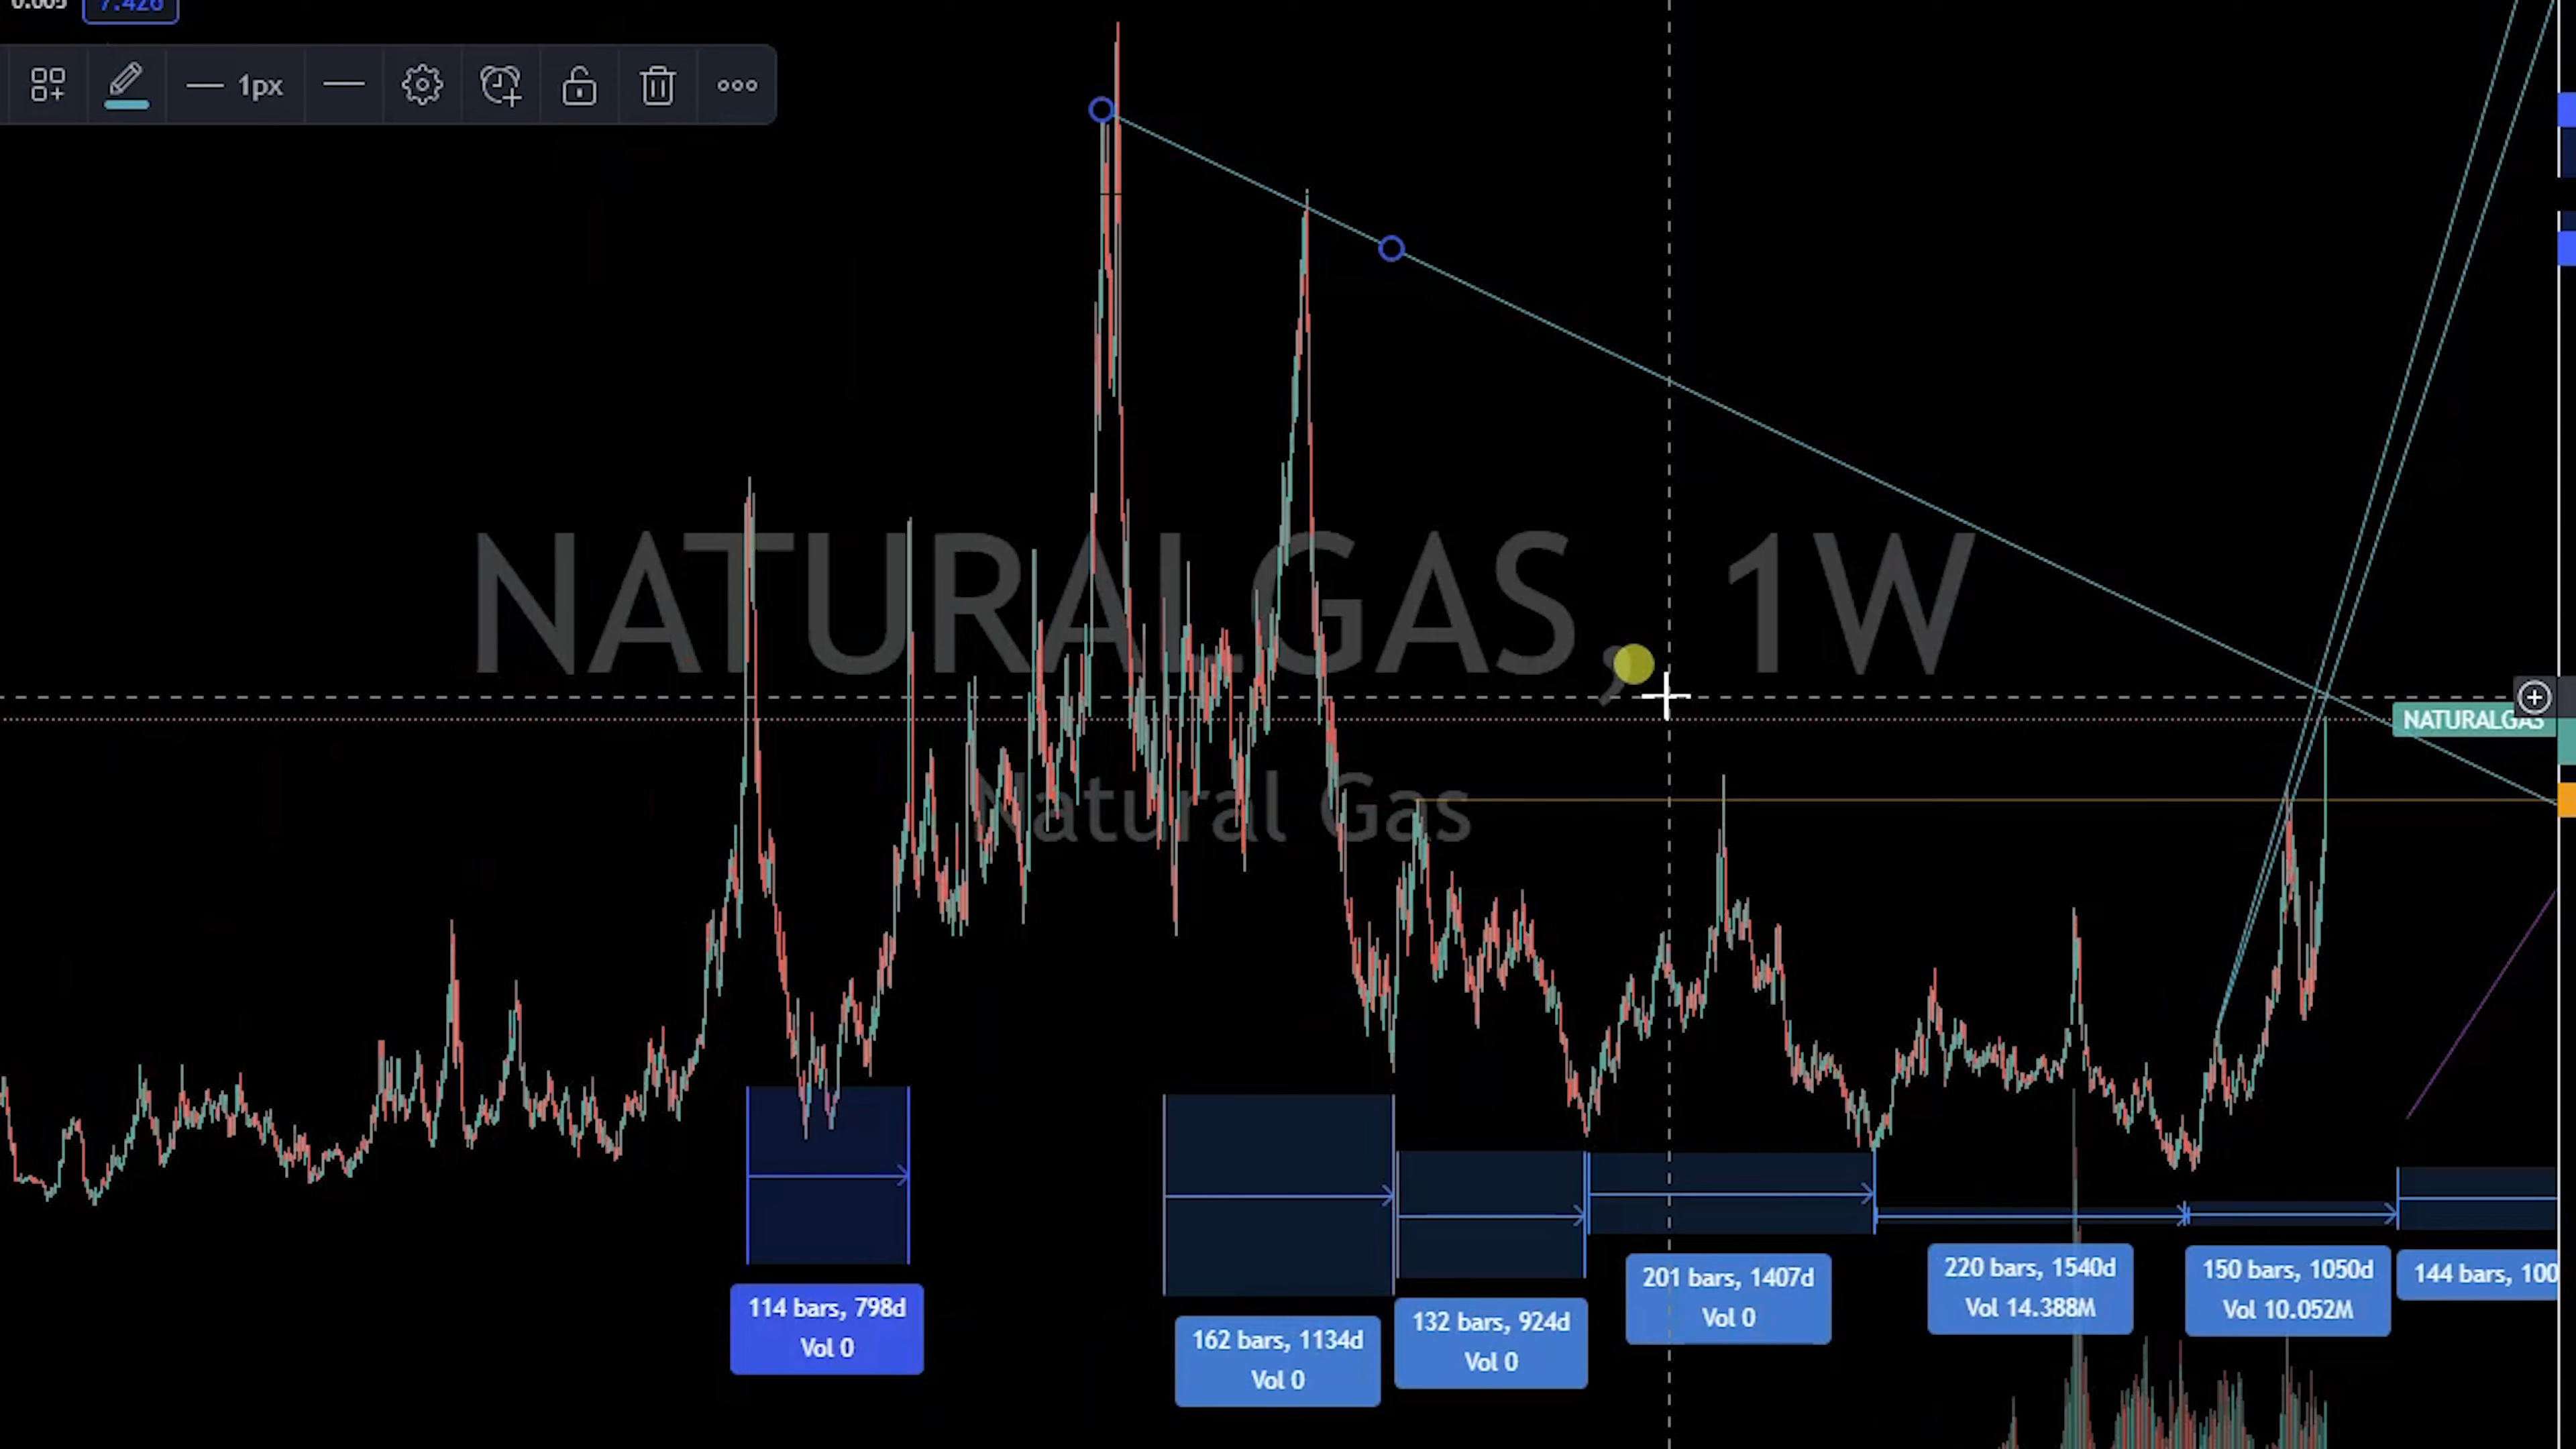 0.005 7.426
1px
NATURALGAS, 1W
Natural Gas
NATURALGAS
114 bars, 798d
Vol 0
162 bars, 1134d
Vol 0
132 bars, 924d
Vol 0
201 bars, 1407d
Vol 0
220 bars, 1540d
Vol 14.388M
150 bars, 1050d
Vol 10.052M
144 bars, 100